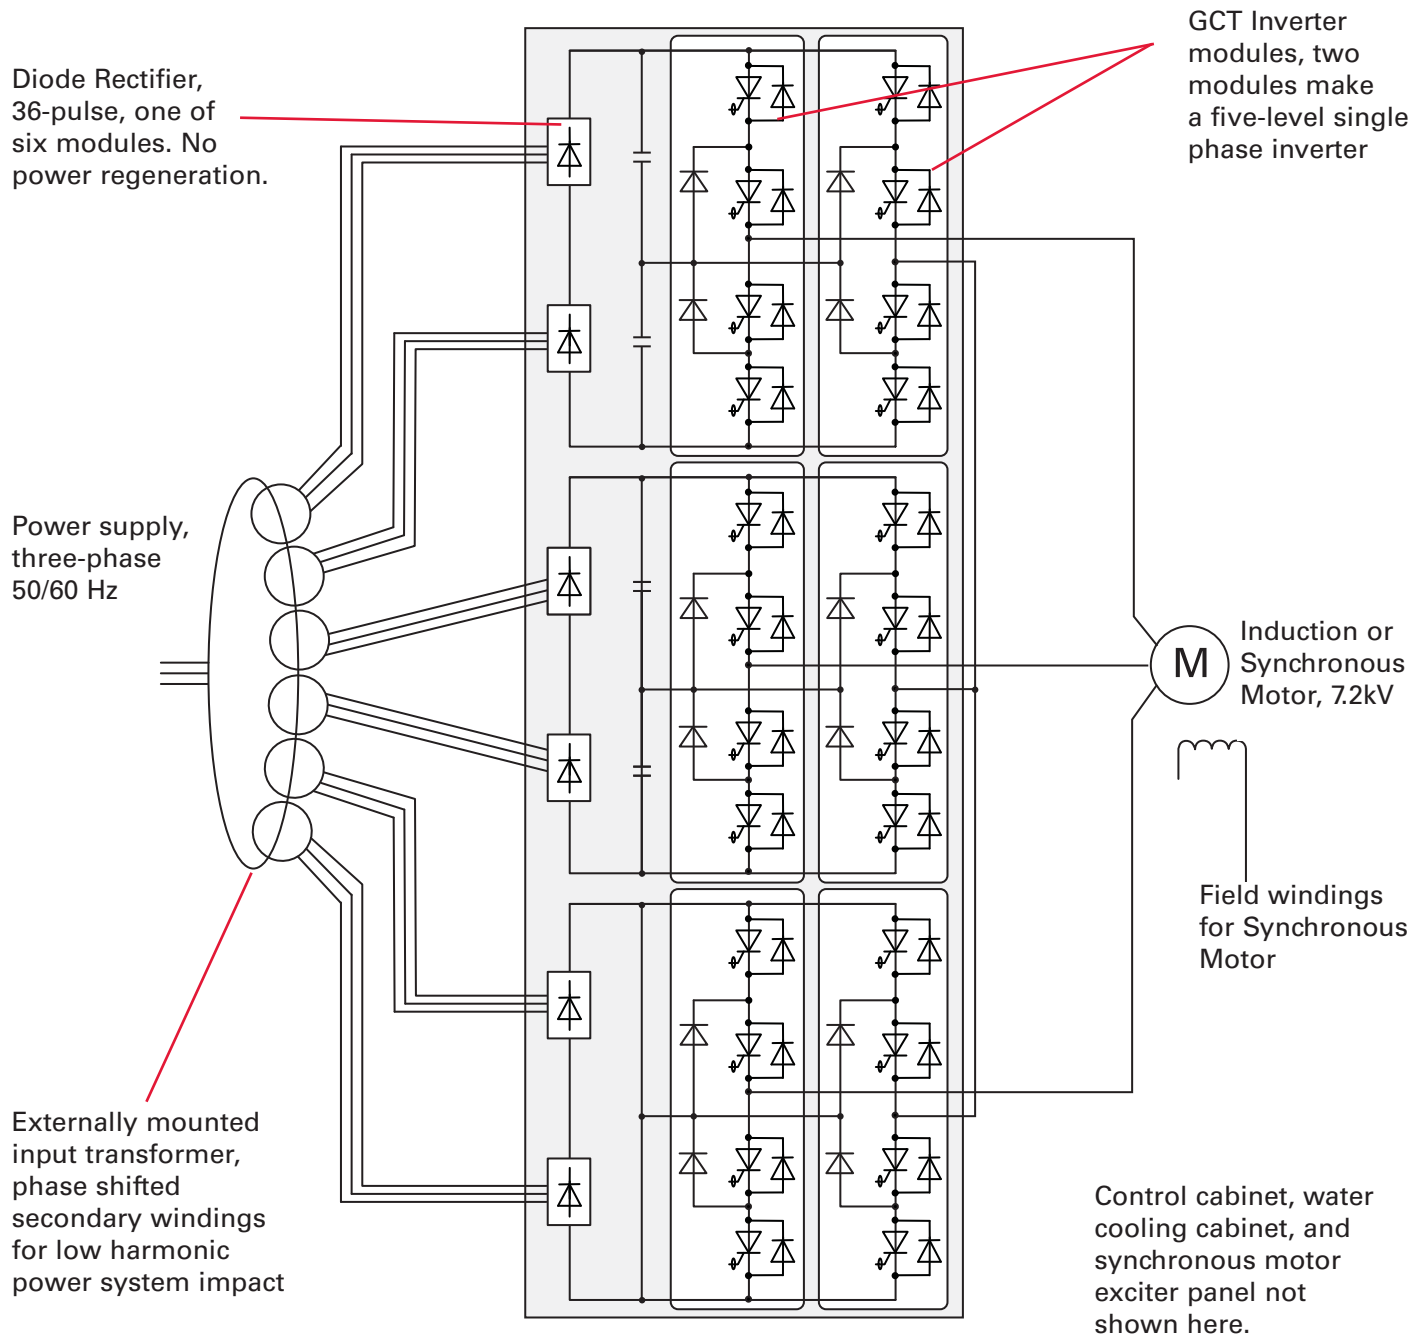 Diode Rectifier,
36-pulse, one of
six modules. No
power regeneration.
GCT Inverter
modules, two
modules make
a five-level single
phase inverter
Power supply,
three-phase
50/60 Hz
M
Induction or
Synchronous
Motor, 7.2kV
Field windings
for Synchronous
Motor
Externally mounted
input transformer,
phase shifted
secondary windings
for low harmonic
power system impact
Control cabinet, water
cooling cabinet, and
synchronous motor
exciter panel not
shown here.